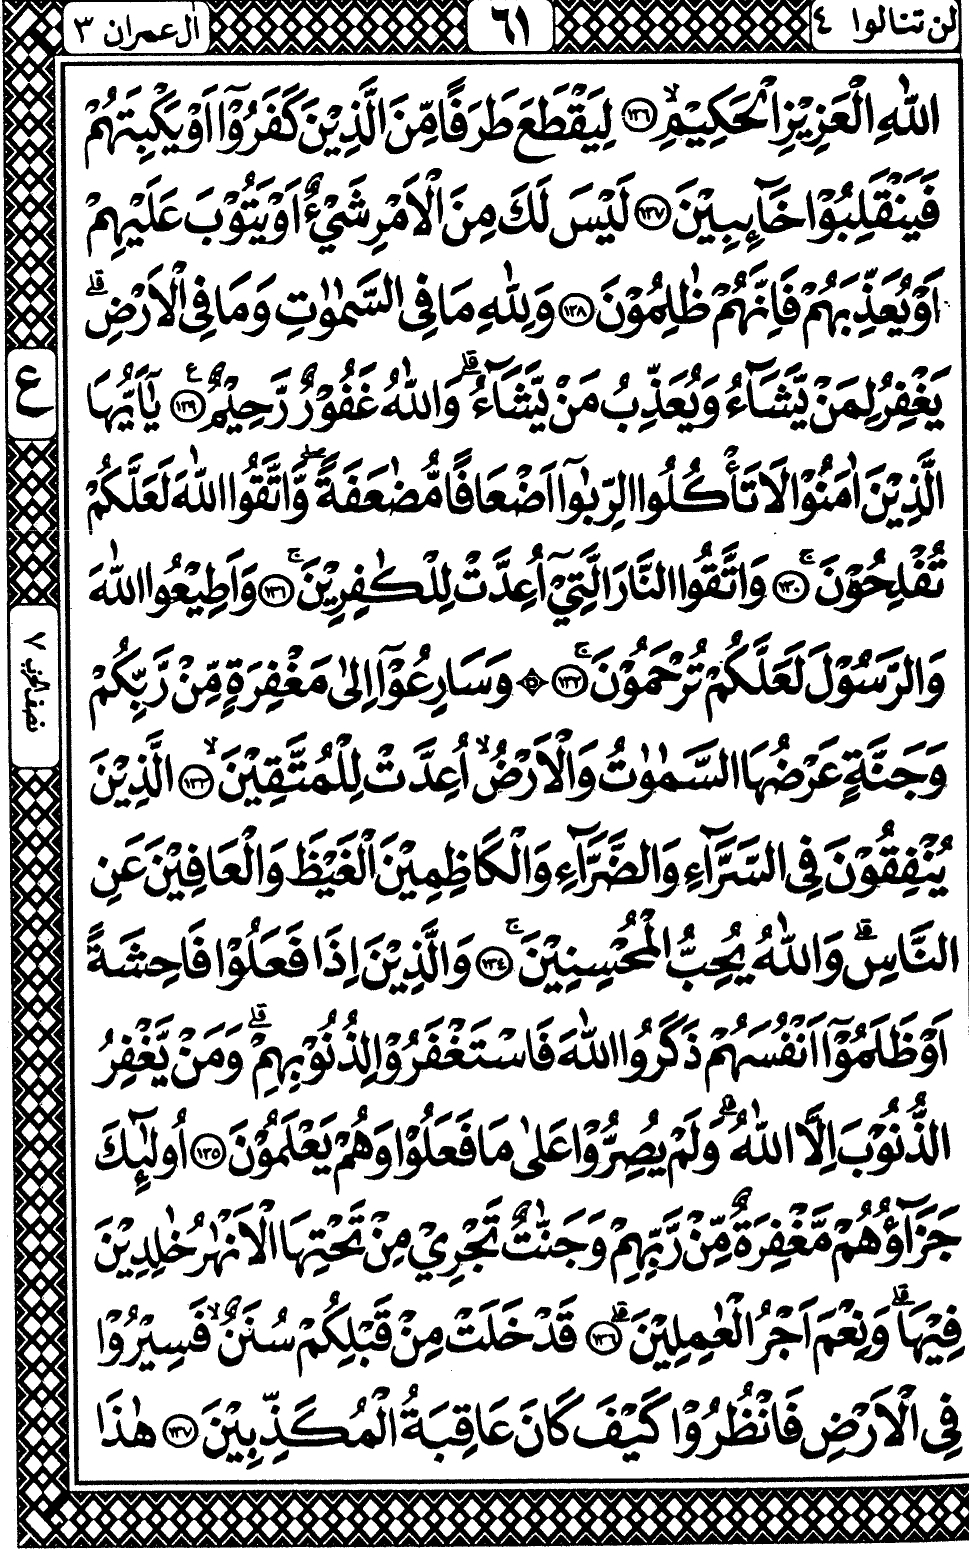 لن تنالوا ٤
٦١
اٰل عمران ٣
اللّٰهِ الْعَزِيْزِ الْحَكِيْمِۙ ﴿١٢٦﴾ لِيَقْطَعَ طَرَفًا مِّنَ الَّذِيْنَ كَفَرُوْٓا اَوْ يَكْبِتَهُمْ
فَيَنْقَلِبُوْا خَآىِٕبِيْنَ ﴿١٢٧﴾ لَيْسَ لَكَ مِنَ الْاَمْرِ شَيْءٌ اَوْ يَتُوْبَ عَلَيْهِمْ
اَوْ يُعَذِّبَهُمْ فَاِنَّهُمْ ظٰلِمُوْنَ ﴿١٢٨﴾ وَلِلّٰهِ مَا فِى السَّمٰوٰتِ وَمَا فِى الْاَرْضِۗ
يَغْفِرُ لِمَنْ يَّشَآءُ وَيُعَذِّبُ مَنْ يَّشَآءُۗ وَاللّٰهُ غَفُوْرٌ رَّحِيْمٌ ﴿١٢٩﴾ يٰٓاَيُّهَا
الَّذِيْنَ اٰمَنُوْا لَا تَأْكُلُوا الرِّبٰوٓا اَضْعَافًا مُّضٰعَفَةًۖ وَّاتَّقُوا اللّٰهَ لَعَلَّكُمْ
تُفْلِحُوْنَۚ ﴿١٣٠﴾ وَاتَّقُوا النَّارَ الَّتِيْٓ اُعِدَّتْ لِلْكٰفِرِيْنَۚ ﴿١٣١﴾ وَاَطِيْعُوا اللّٰهَ
وَالرَّسُوْلَ لَعَلَّكُمْ تُرْحَمُوْنَۚ ﴿١٣٢﴾ وَسَارِعُوْٓا اِلٰى مَغْفِرَةٍ مِّنْ رَّبِّكُمْ
وَجَنَّةٍ عَرْضُهَا السَّمٰوٰتُ وَالْاَرْضُۙ اُعِدَّتْ لِلْمُتَّقِيْنَۙ ﴿١٣٣﴾ الَّذِيْنَ
يُنْفِقُوْنَ فِى السَّرَّآءِ وَالضَّرَّآءِ وَالْكَاظِمِيْنَ الْغَيْظَ وَالْعَافِيْنَ عَنِ
النَّاسِۗ وَاللّٰهُ يُحِبُّ الْمُحْسِنِيْنَۚ ﴿١٣٤﴾ وَالَّذِيْنَ اِذَا فَعَلُوْا فَاحِشَةً
اَوْ ظَلَمُوْٓا اَنْفُسَهُمْ ذَكَرُوا اللّٰهَ فَاسْتَغْفَرُوْا لِذُنُوْبِهِمْۗ وَمَنْ يَّغْفِرُ
الذُّنُوْبَ اِلَّا اللّٰهُۗ وَلَمْ يُصِرُّوْا عَلٰى مَا فَعَلُوْا وَهُمْ يَعْلَمُوْنَ ﴿١٣٥﴾ اُولٰٓىِٕكَ
جَزَآؤُهُمْ مَّغْفِرَةٌ مِّنْ رَّبِّهِمْ وَجَنّٰتٌ تَجْرِيْ مِنْ تَحْتِهَا الْاَنْهٰرُ خٰلِدِيْنَ
فِيْهَاۗ وَنِعْمَ اَجْرُ الْعٰمِلِيْنَۗ ﴿١٣٦﴾ قَدْ خَلَتْ مِنْ قَبْلِكُمْ سُنَنٌۙ فَسِيْرُوْا
فِى الْاَرْضِ فَانْظُرُوْا كَيْفَ كَانَ عَاقِبَةُ الْمُكَذِّبِيْنَ ﴿١٣٧﴾ هٰذَا
ع
نصف الحزب ٧